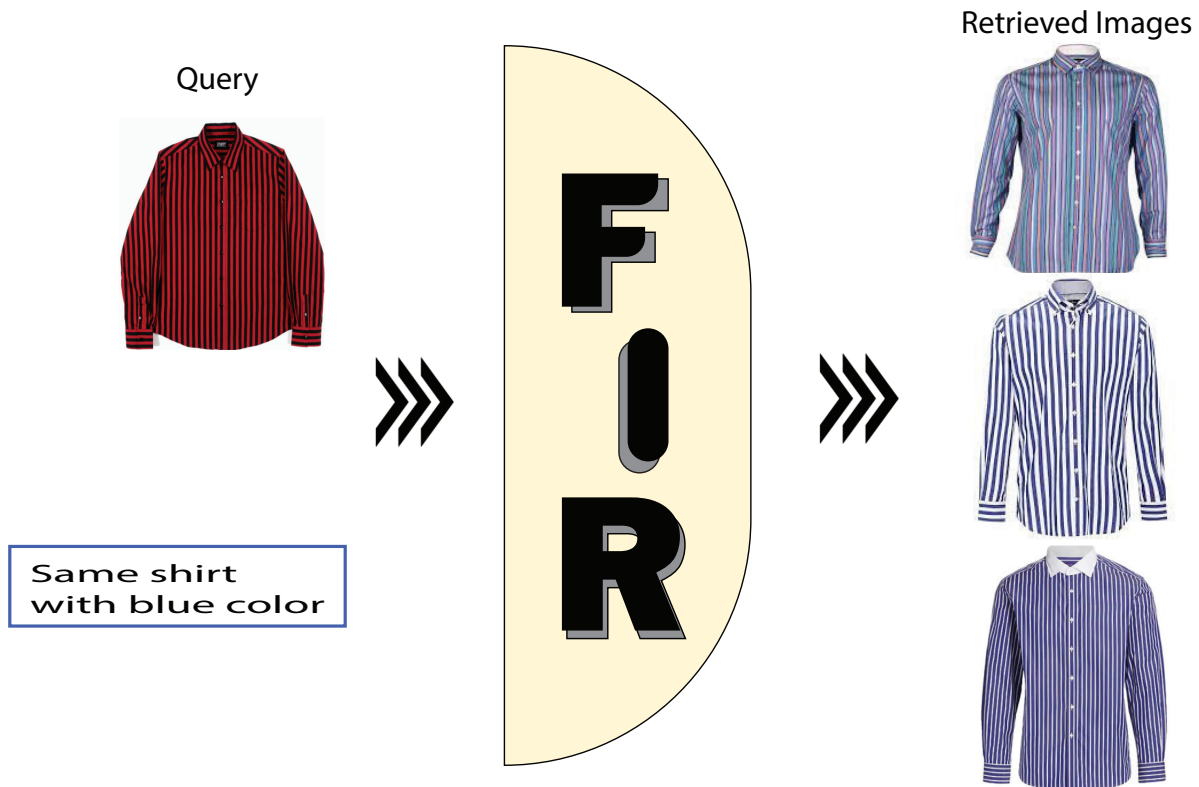 Query
Same shirt
with blue color
F
I
R
Retrieved Images